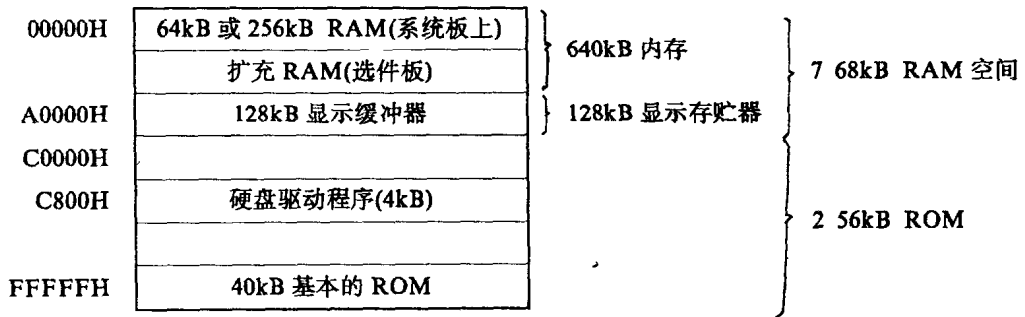 00000H 64kB 或 256kB RAM(系统板上)
扩充 RAM(选件板)
640kB 内存
7 68kB RAM 空间
A0000H 128kB 显示缓冲器 128kB 显示存贮器
C0000H
C800H 硬盘驱动程序(4kB)
2 56kB ROM
FFFFFH 40kB 基本的 ROM